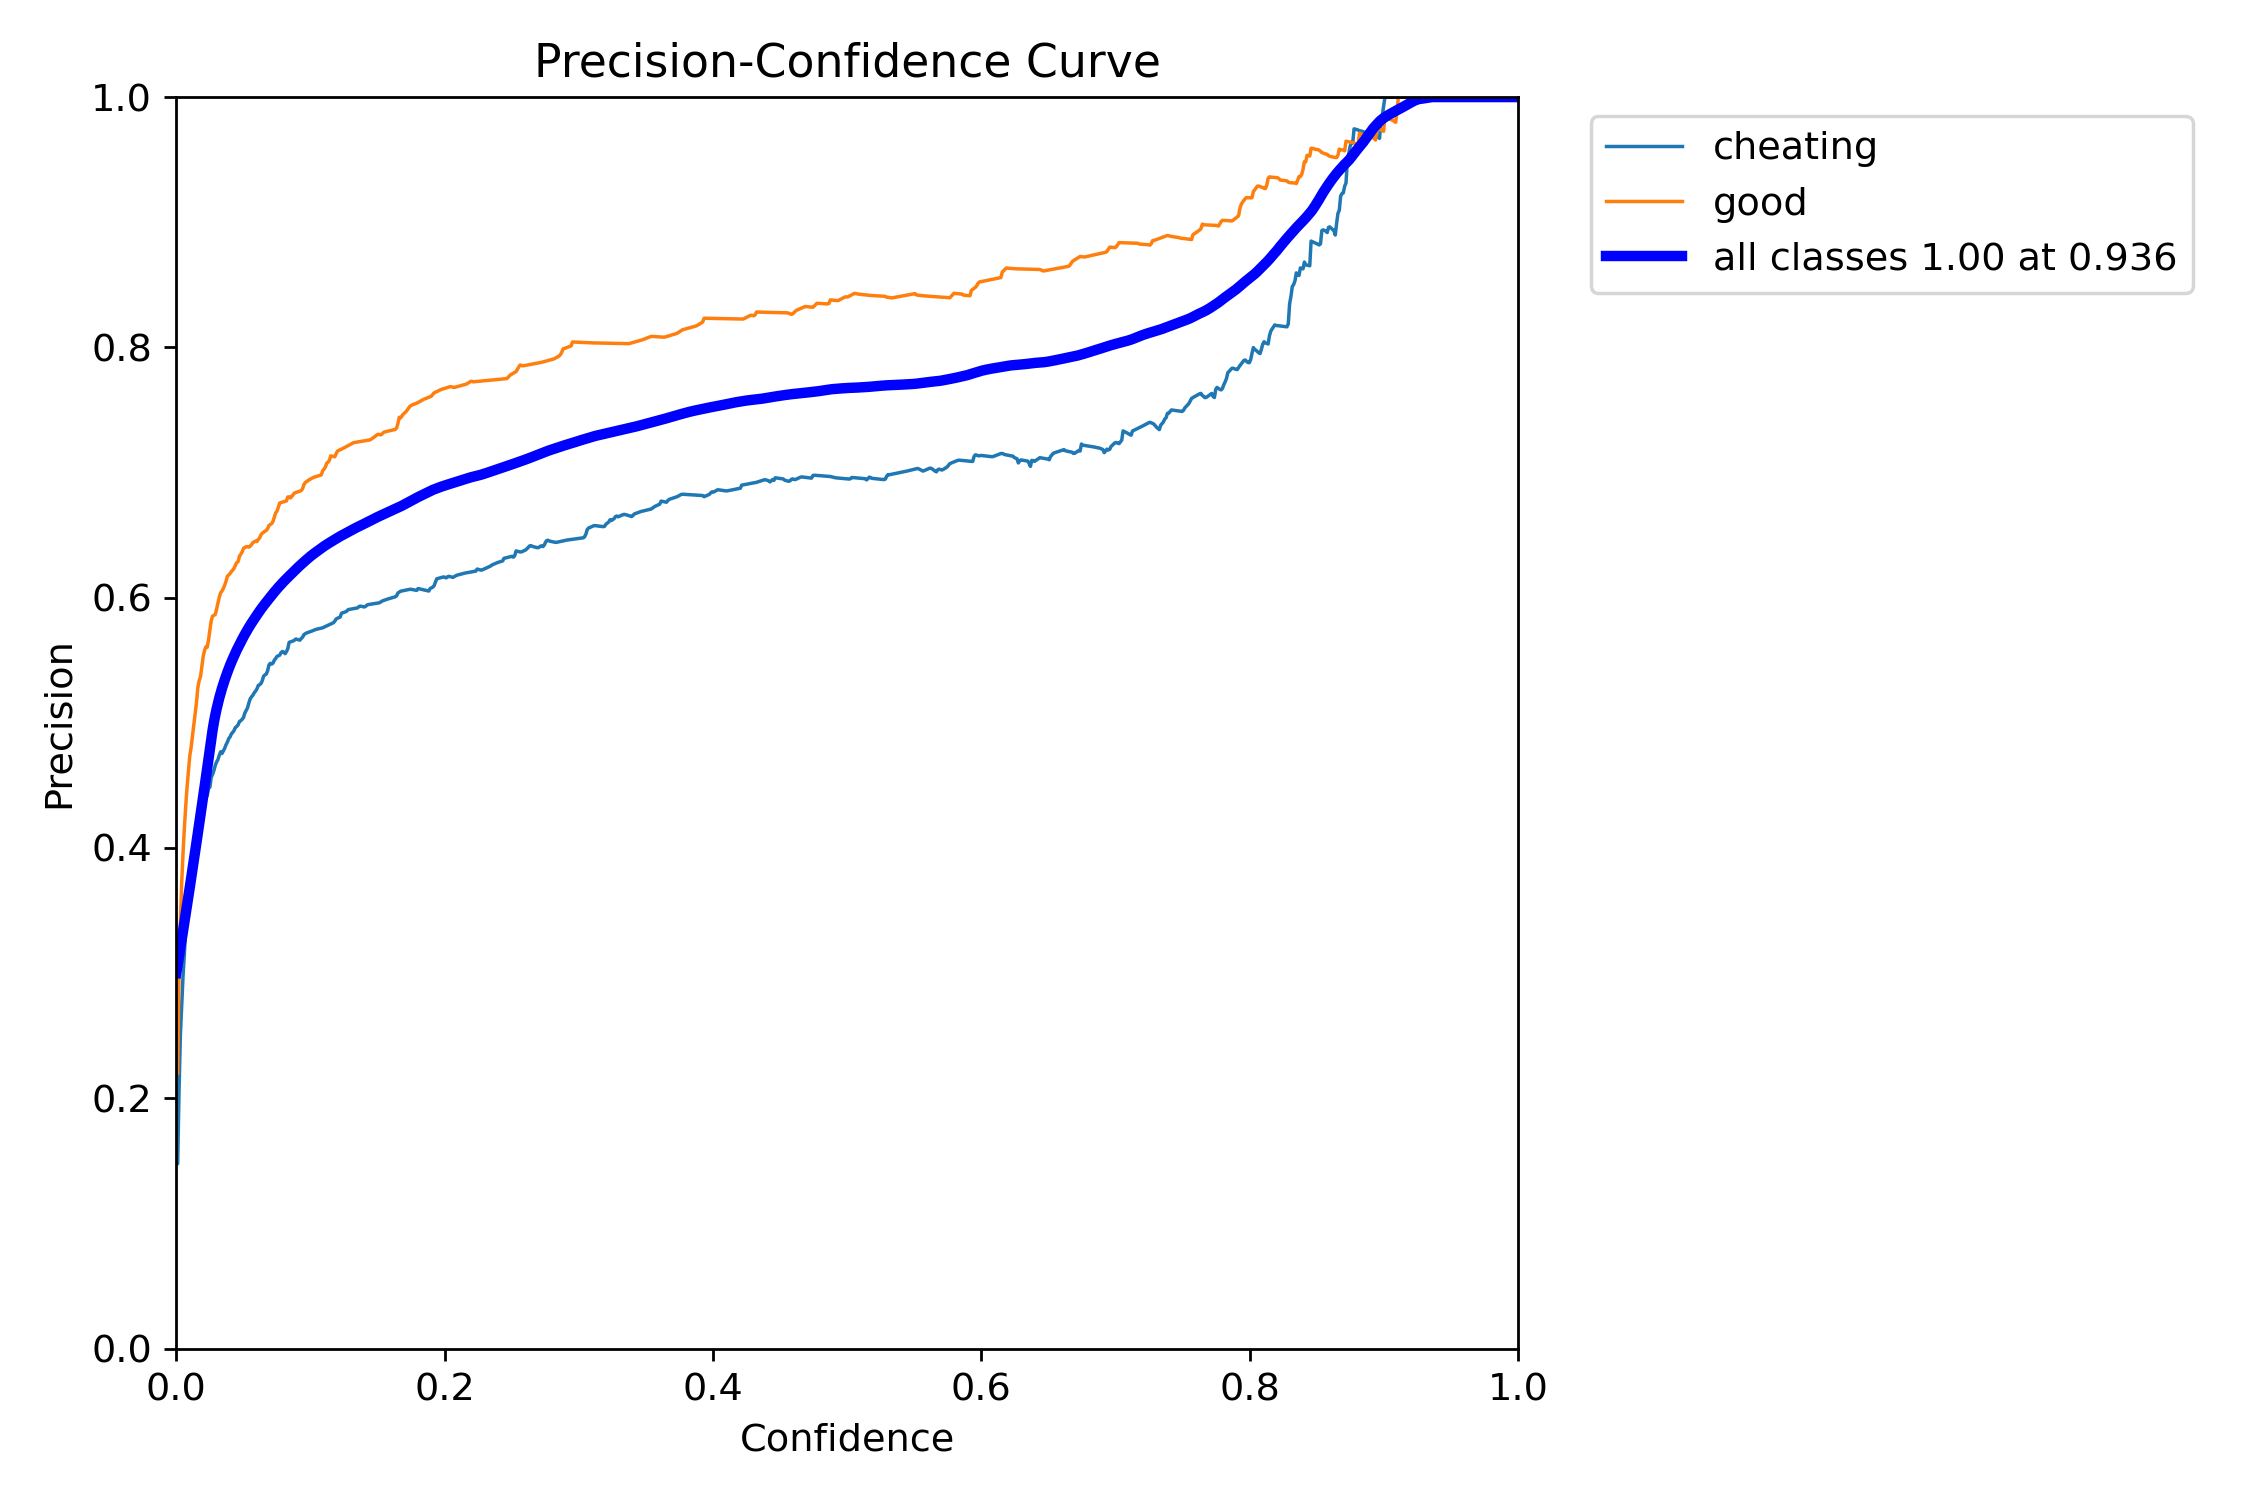 Precision-Confidence Curve
1.0
0.8
0.6
0.4
0.2
0.0
Precision
0.0 0.2 0.4 0.6 0.8 1.0
Confidence
cheating
good
all classes 1.00 at 0.936